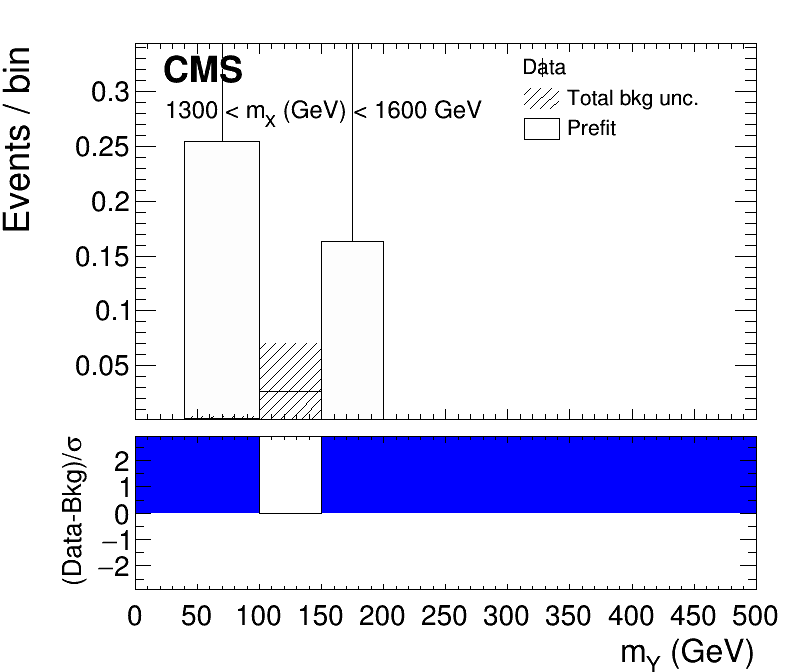 CMS
1300 < mX (GeV) < 1600 GeV
Data
Total bkg unc.
Prefit
Events / bin
0.3
0.25
0.2
0.15
0.1
0.05
(Data-Bkg)/σ
2
1
0
−1
−2
0 50 100 150 200 250 300 350 400 450 500
mY (GeV)